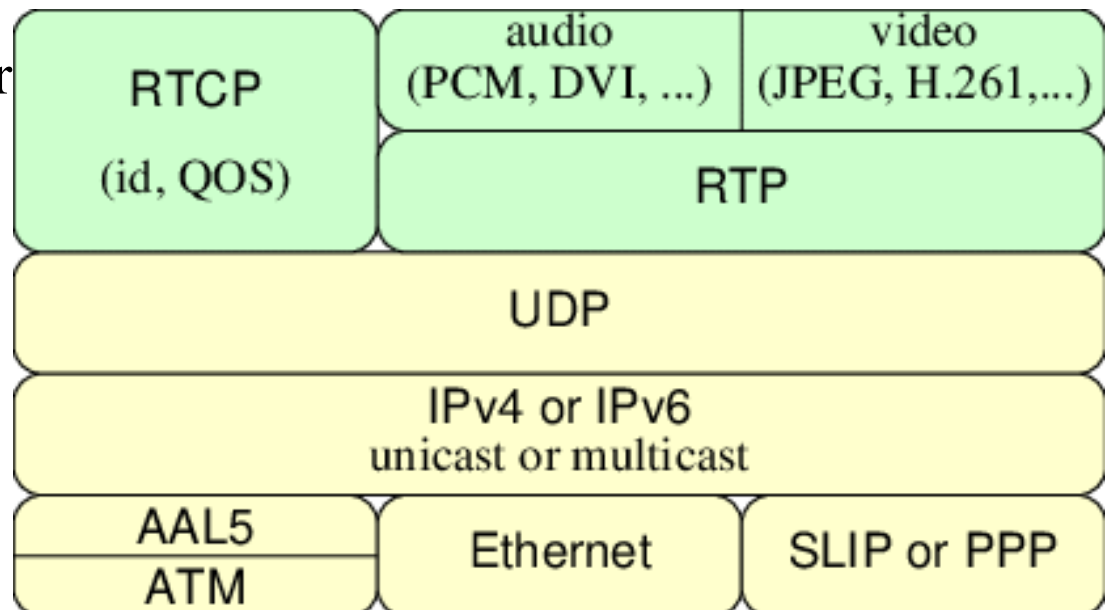 r
RTCP
(id, QOS)
audio
(PCM, DVI, ...)
video
(JPEG, H.261,...)
RTP
UDP
IPv4 or IPv6
unicast or multicast
AAL5
ATM
Ethernet
SLIP or PPP